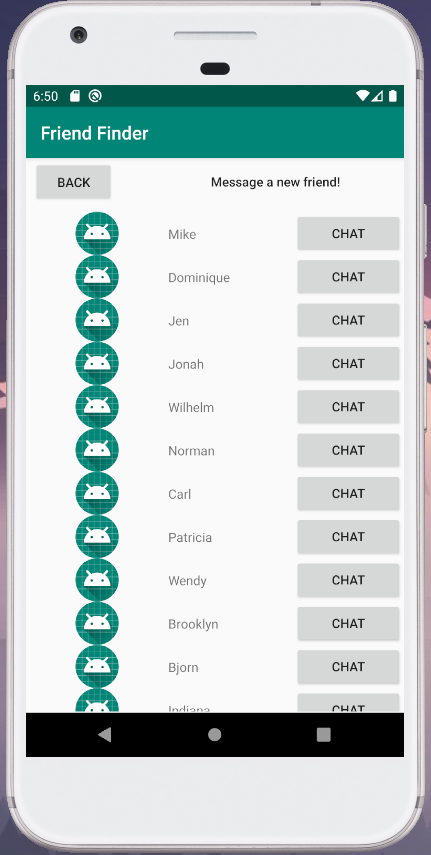 6:50
Friend Finder
BACK Message a new friend!
Mike CHAT
Dominique CHAT
Jen CHAT
Jonah CHAT
Wilhelm CHAT
Norman CHAT
Carl CHAT
Patricia CHAT
Wendy CHAT
Brooklyn CHAT
Bjorn CHAT
Indiana CHAT